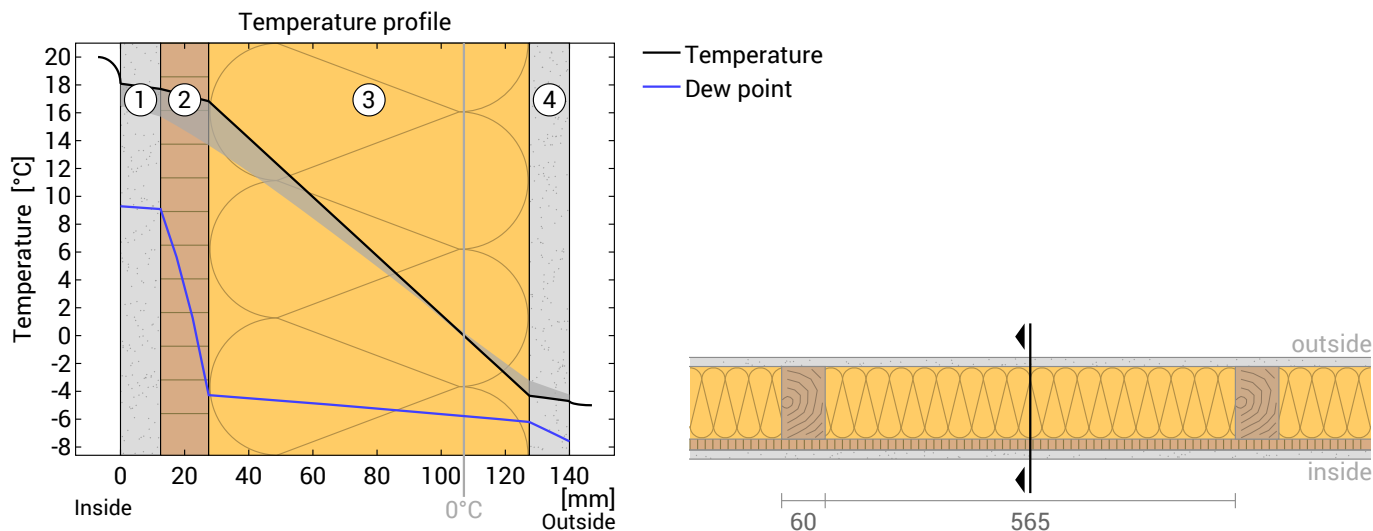 Temperature profile
Temperature [°C]
20
18
16
14
12
10
8
6
4
2
0
-2
-4
-6
-8
1 2 3 4
0 20 40 60 80 100 120 140
[mm]
Inside
0°C
Outside
Temperature
Dew point
outside
inside
60 565